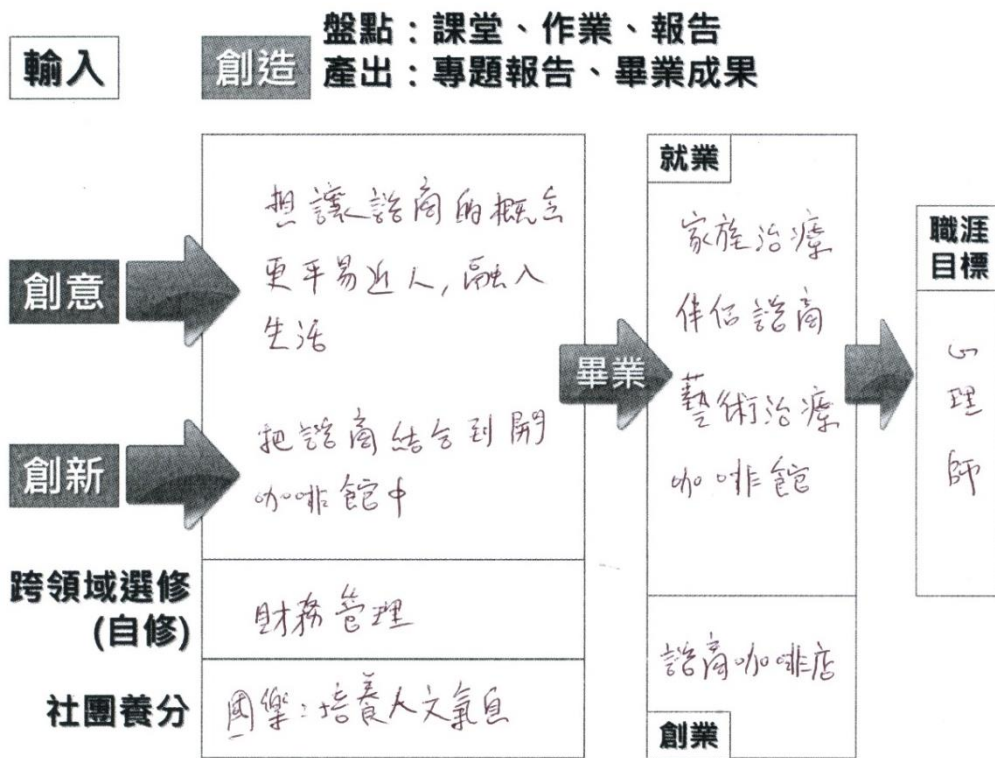 輸入
創造
盤點：課堂、作業、報告
產出：專題報告、畢業成果
創意
想讓諮商的概念
更平易近人,融入
生活
創新
把諮商結合到開
咖啡館中
跨領域選修
(自修)
財務管理
社團養分
國樂:培養人文氣息
畢業
就業
家族治療
伴侶諮商
藝術治療
咖啡館
諮商咖啡店
創業
職涯
目標
心
理
師